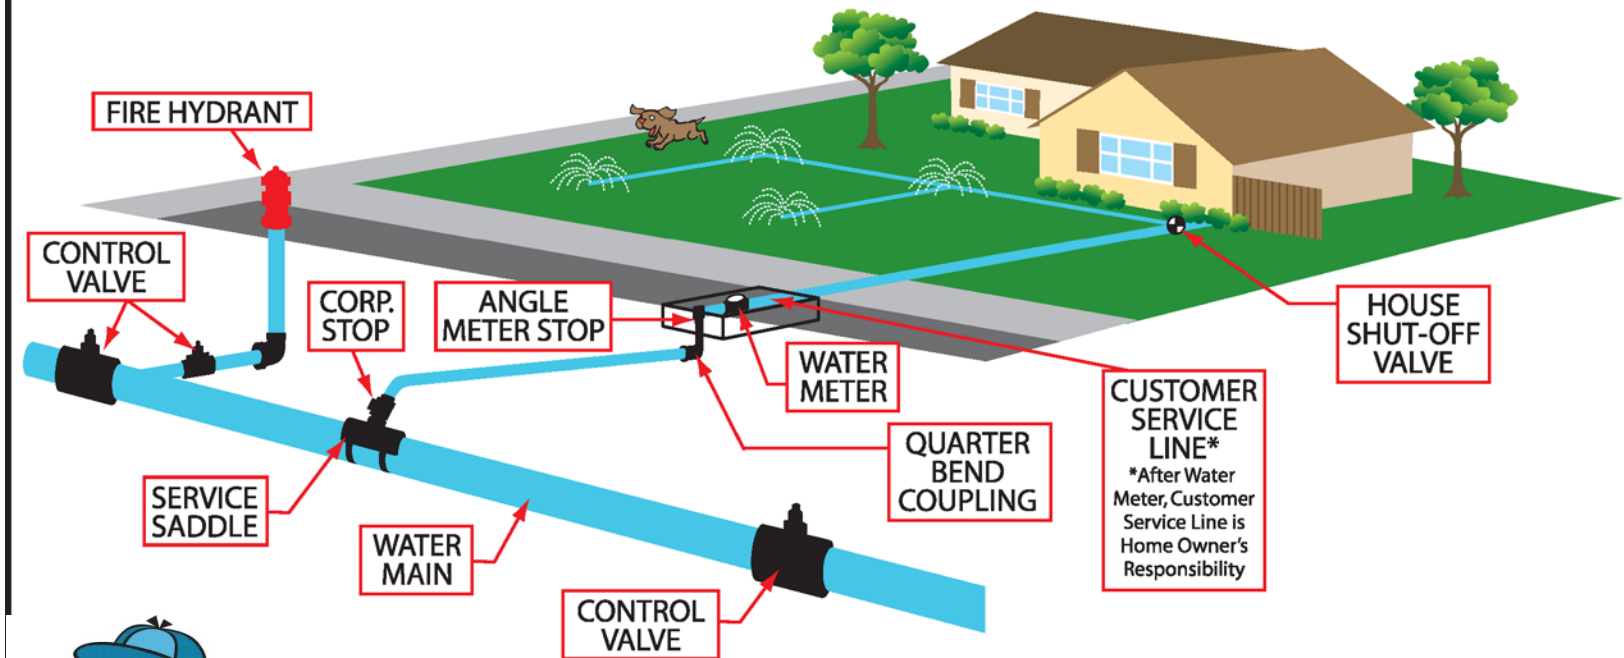 FIRE HYDRANT
CONTROL
VALVE
CORP.
STOP
ANGLE
METER STOP
WATER
METER
HOUSE
SHUT-OFF
VALVE
CUSTOMER
SERVICE
LINE*
*After Water
Meter, Customer
Service Line is
Home Owner's
Responsibility
QUARTER
BEND
COUPLING
SERVICE
SADDLE
WATER
MAIN
CONTROL
VALVE